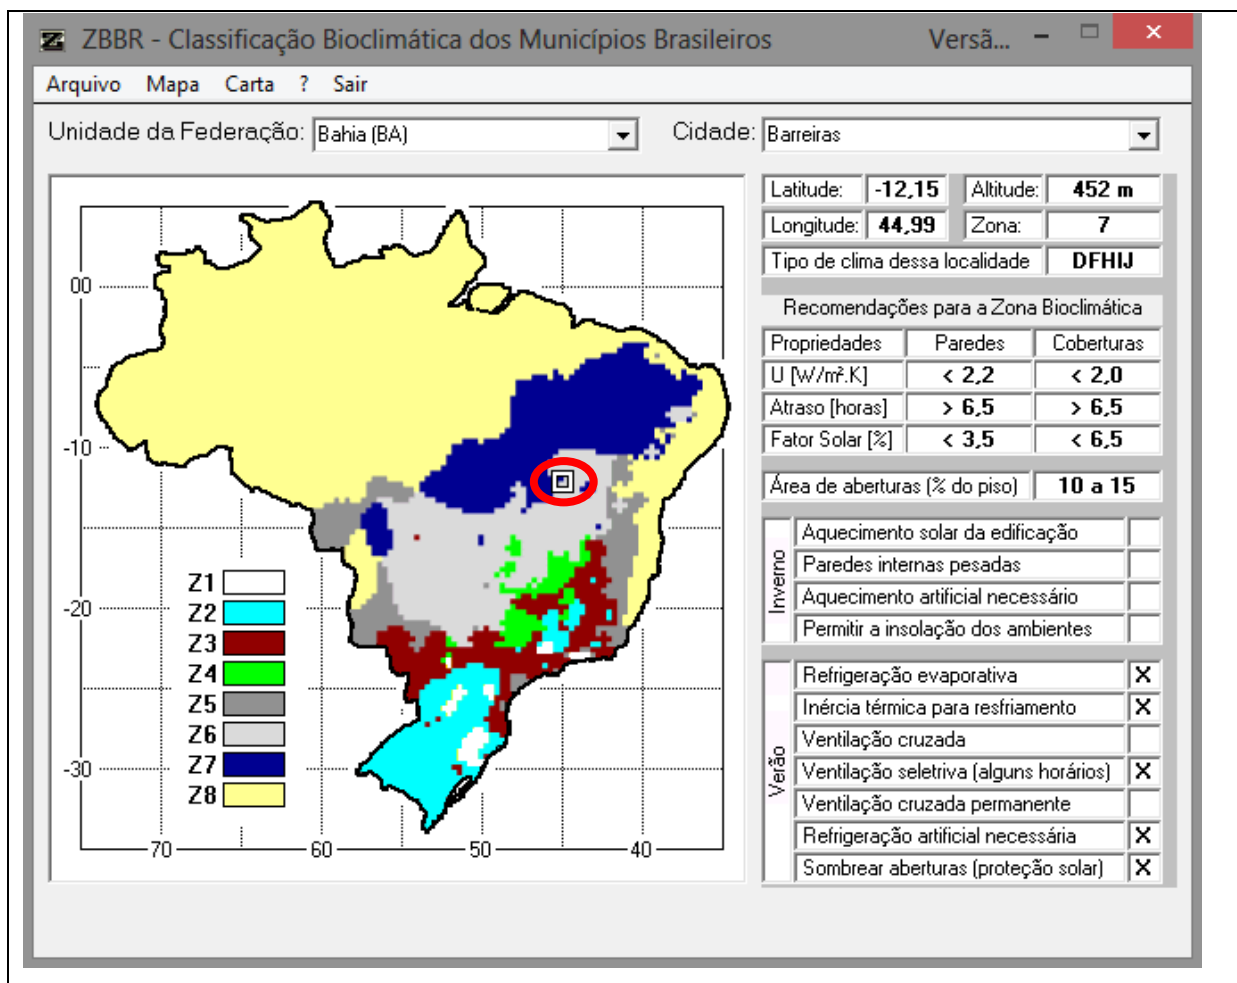 ZBBR - Classificação Bioclimática dos Municípios Brasileiros Versã...
Arquivo Mapa Carta ? Sair
Unidade da Federação: Bahia (BA) Cidade: Barreiras
Latitude: -12,15 Altitude: 452 m
Longitude: 44,99 Zona: 7
Tipo de clima dessa localidade DFHIJ
Recomendações para a Zona Bioclimática
Propriedades Paredes Coberturas
U [W/m².K] < 2,2 < 2,0
Atraso [horas] > 6,5 > 6,5
Fator Solar [%] < 3,5 < 6,5
Área de aberturas (% do piso) 10 a 15
Inverno
Aquecimento solar da edificação
Paredes internas pesadas
Aquecimento artificial necessário
Permitir a insolação dos ambientes
Verão
Refrigeração evaporativa X
Inércia térmica para resfriamento X
Ventilação cruzada
Ventilação seletriva (alguns horários) X
Ventilação cruzada permanente
Refrigeração artificial necessária X
Sombrear aberturas (proteção solar) X
00
-10
-20
-30
70 60 50 40
Z1
Z2
Z3
Z4
Z5
Z6
Z7
Z8